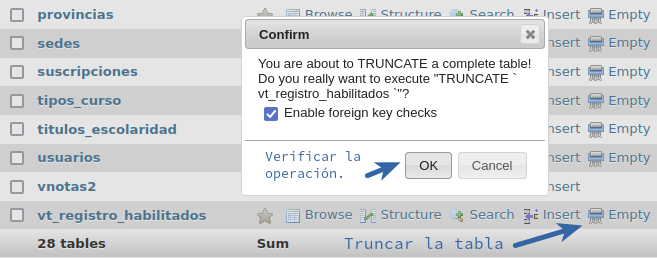 provincias Browse Structure Search Insert Empty
sedes Insert Empty
suscripciones Insert Empty
tipos_curso Insert Empty
titulos_escolaridad Insert Empty
usuarios Insert Empty
vnotas2 Insert
vt_registro_habilitados Browse Structure Search Insert Empty
28 tables Sum
Confirm
You are about to TRUNCATE a complete table!
Do you really want to execute "TRUNCATE `
vt_registro_habilitados `"?
Enable foreign key checks
Verificar la
operación.
OK Cancel
Truncar la tabla